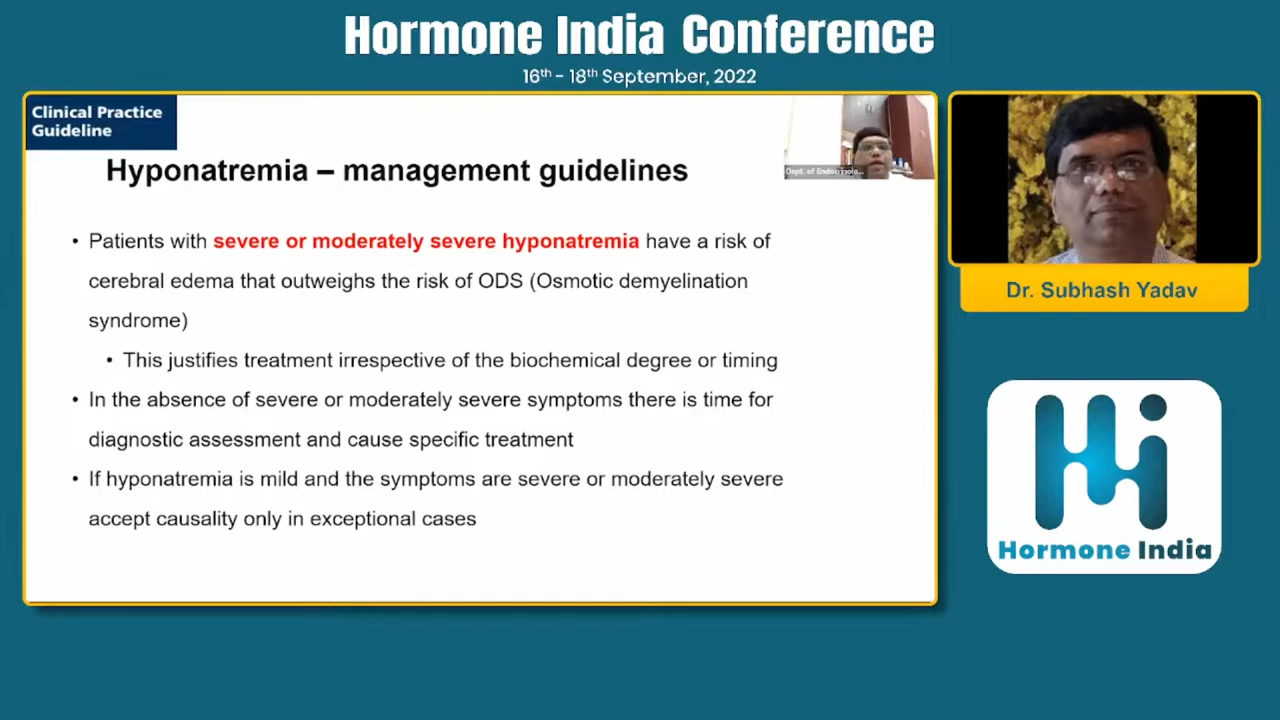 Hormone India Conference
16th - 18th September, 2022
Clinical Practice
Guideline
Hyponatremia – management guidelines
Dept. of Endocrinolo...
• Patients with severe or moderately severe hyponatremia have a risk of
cerebral edema that outweighs the risk of ODS (Osmotic demyelination
syndrome)
• This justifies treatment irrespective of the biochemical degree or timing
• In the absence of severe or moderately severe symptoms there is time for
diagnostic assessment and cause specific treatment
• If hyponatremia is mild and the symptoms are severe or moderately severe
accept causality only in exceptional cases
Dr. Subhash Yadav
Hi
Hormone India